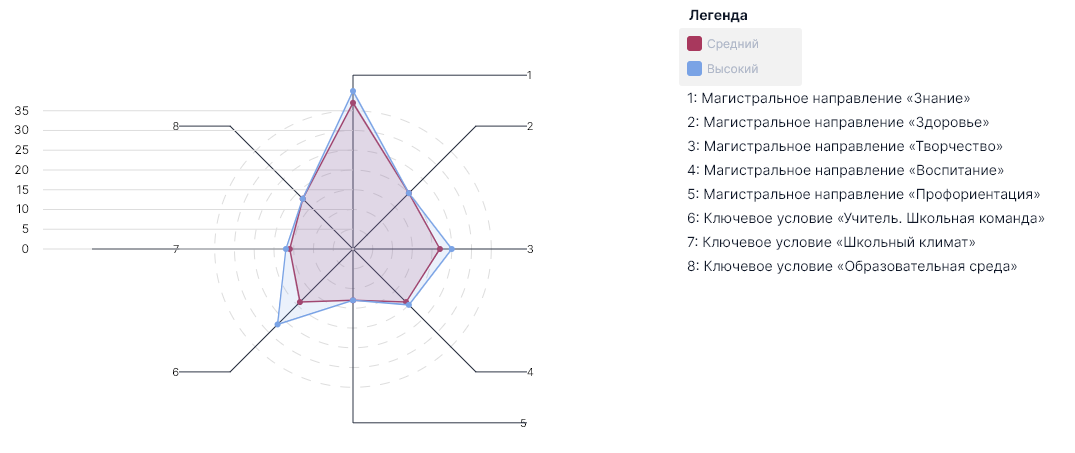 Легенда
Средний
Высокий
1: Магистральное направление «Знание»
2: Магистральное направление «Здоровье»
3: Магистральное направление «Творчество»
4: Магистральное направление «Воспитание»
5: Магистральное направление «Профориентация»
6: Ключевое условие «Учитель. Школьная команда»
7: Ключевое условие «Школьный климат»
8: Ключевое условие «Образовательная среда»
35
30
25
20
15
10
5
0
1
2
3
4
5
6
7
8